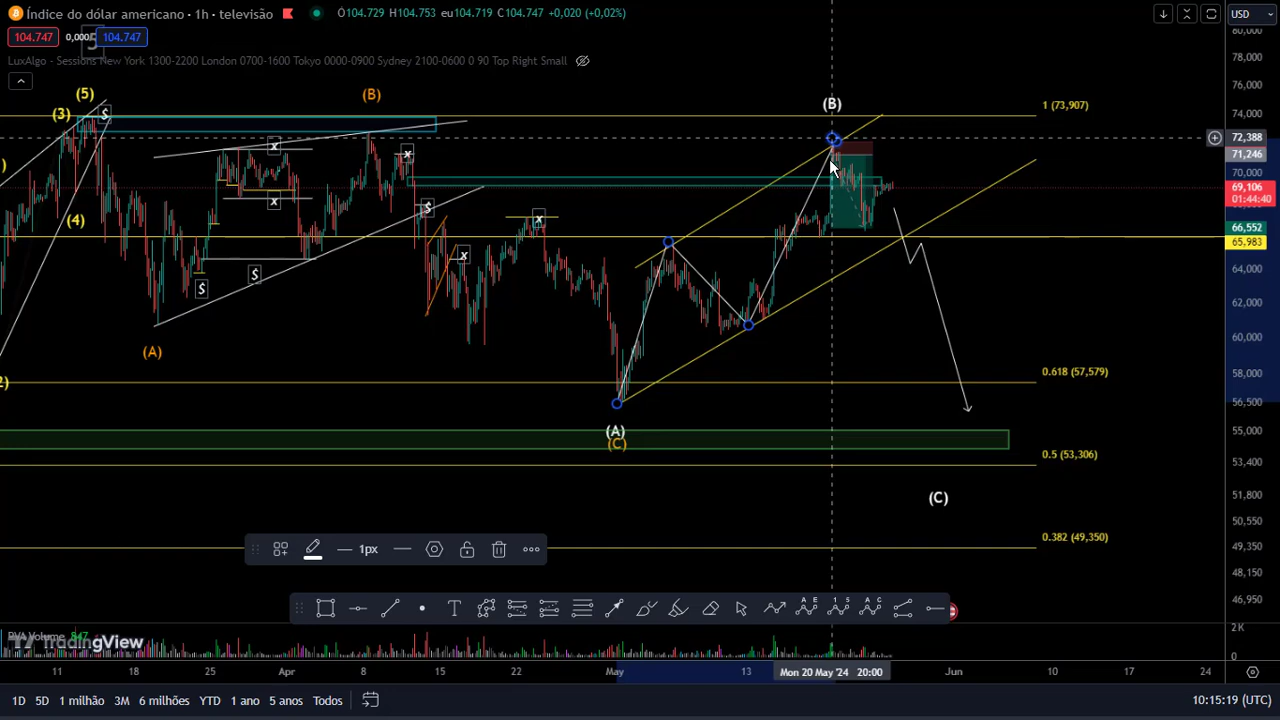 Índice do dólar americano · 1h · televisão
O104.729 H104.753 eu104.719 C104.747 +0,020 (+0,02%)
USD
104.747 0,000 104.747
LuxAlgo - Sessions New York 1300-2200 London 0700-1600 Tokyo 0000-0900 Sydney 2100-0600 0 90 Top Right Small
78,000
76,000
(5) (B) (B) 1 (73,907)
(3) $ 74,000
x x 72,388
71,246
70,000
x $ x 69,106
01:44:40
(4) 66,552
65,983
$ $ x 64,000
62,000
60,000
(A) 0.618 (57,579) 58,000
2) 56,500
(A) 55,000
(C)
0.5 (53,306) 53,400
(C) 51,800
50,550
1px 0.382 (49,350) 49,350
48,150
A E 1 5 A C 46,950
TradingView
2K
0
11 18 25 Apr 8 15 22 May 13 Mon 20 May '24 20:00 Jun 10 17 24
1D 5D 1 milhão 3M 6 milhões YTD 1 ano 5 anos Todos 10:15:19 (UTC)